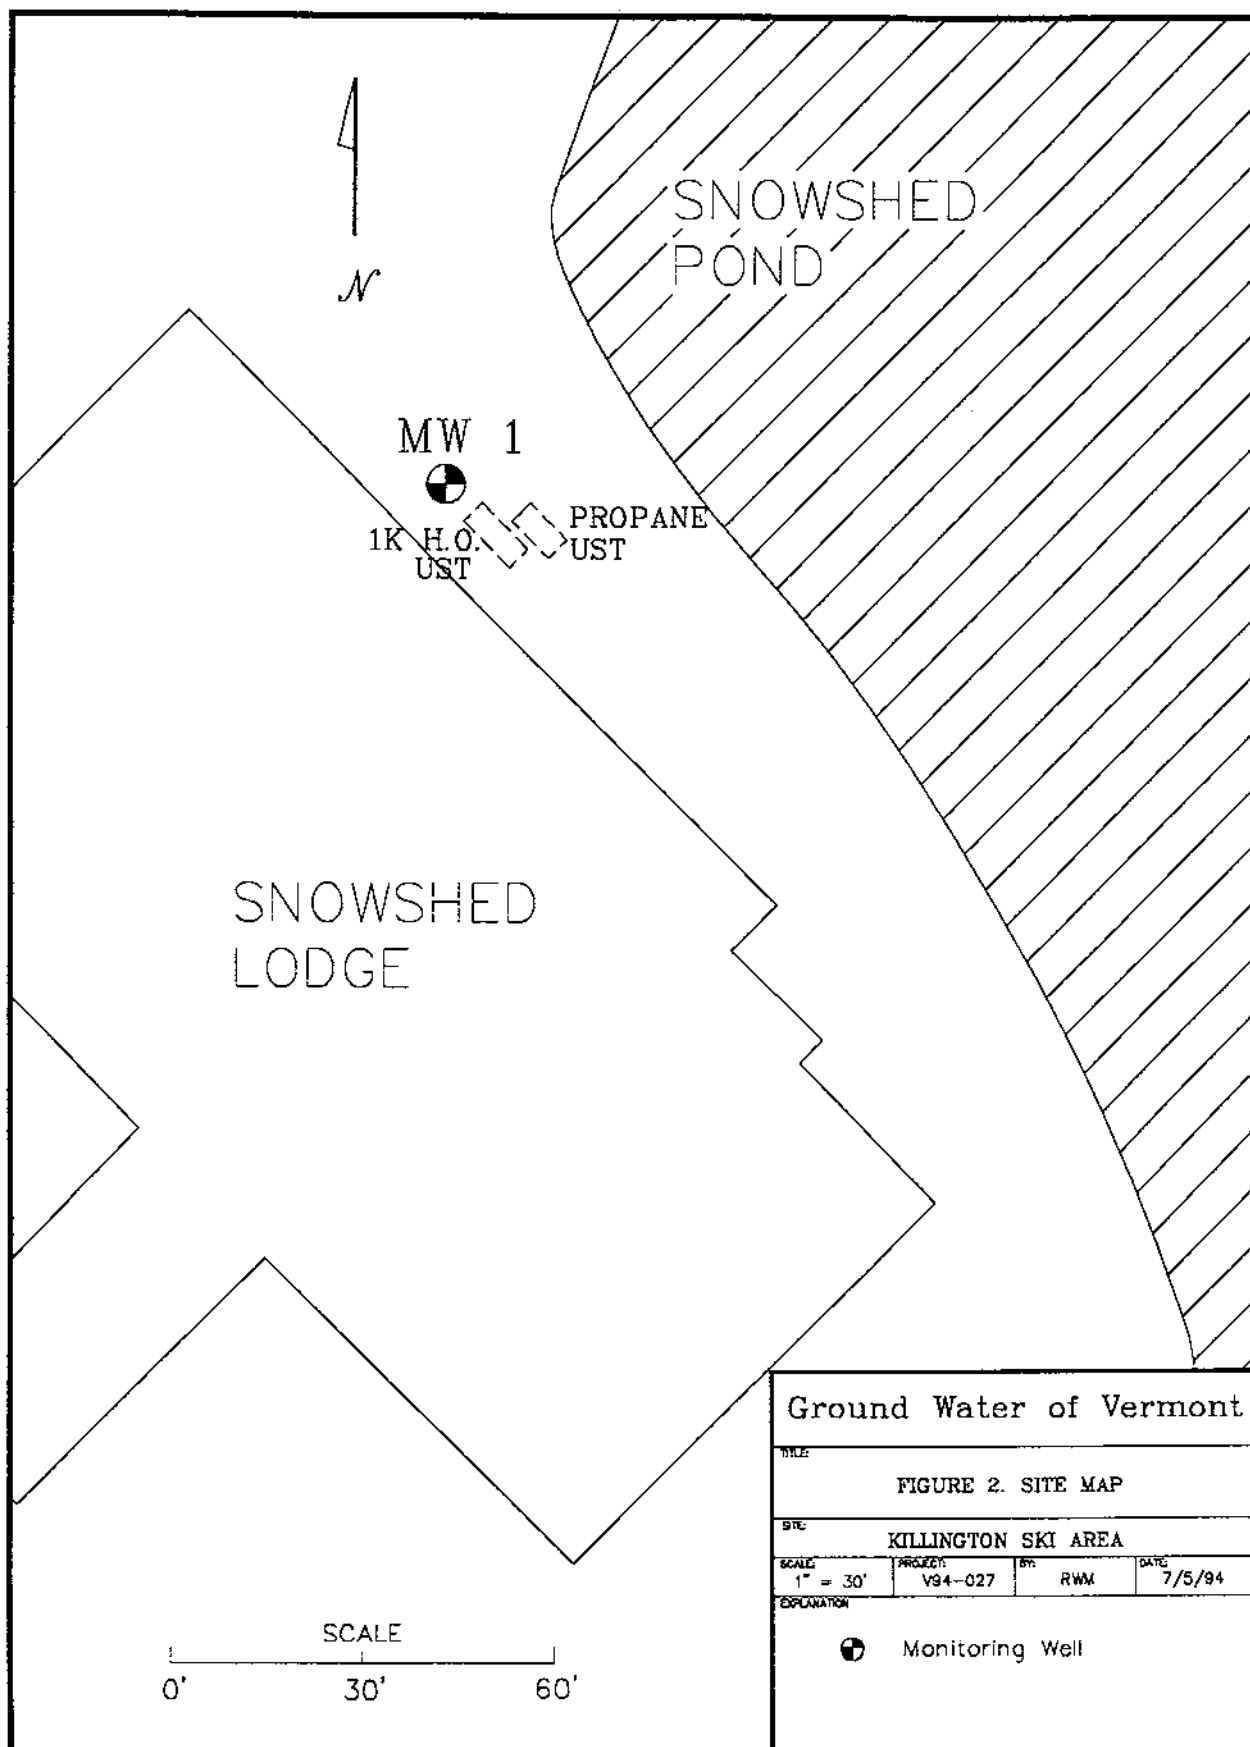 SNOWSHED
POND
N
MW 1
PROPANE
UST
1K H.O.
UST
SNOWSHED
LODGE
SCALE
0' 30' 60'
Ground Water of Vermont
TITLE:
FIGURE 2. SITE MAP
SITE:
KILLINGTON SKI AREA
SCALE: PROJECT: BY: DATE:
1" = 30' V94-027 RWM 7/5/94
EXPLANATION
Monitoring Well